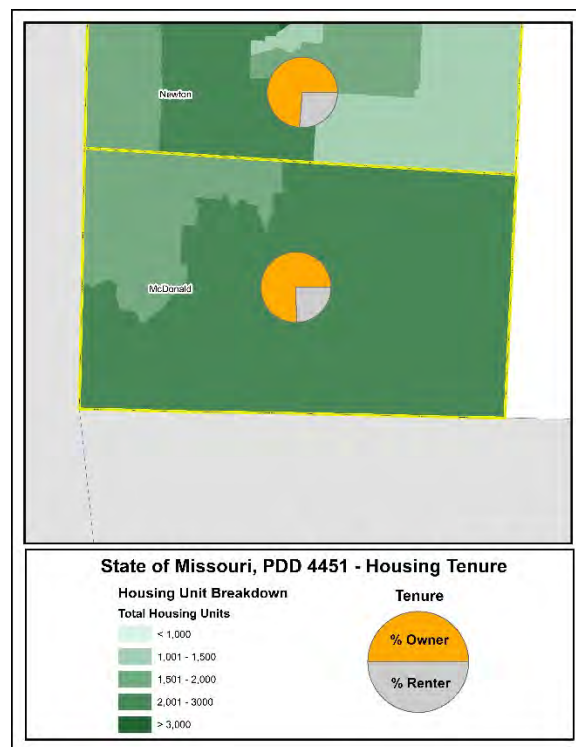 Newton
McDonald
State of Missouri, PDD 4451 - Housing Tenure
Housing Unit Breakdown
Total Housing Units
< 1,000
1,001 - 1,500
1,501 - 2,000
2,001 - 3000
> 3,000
Tenure
% Owner
% Renter